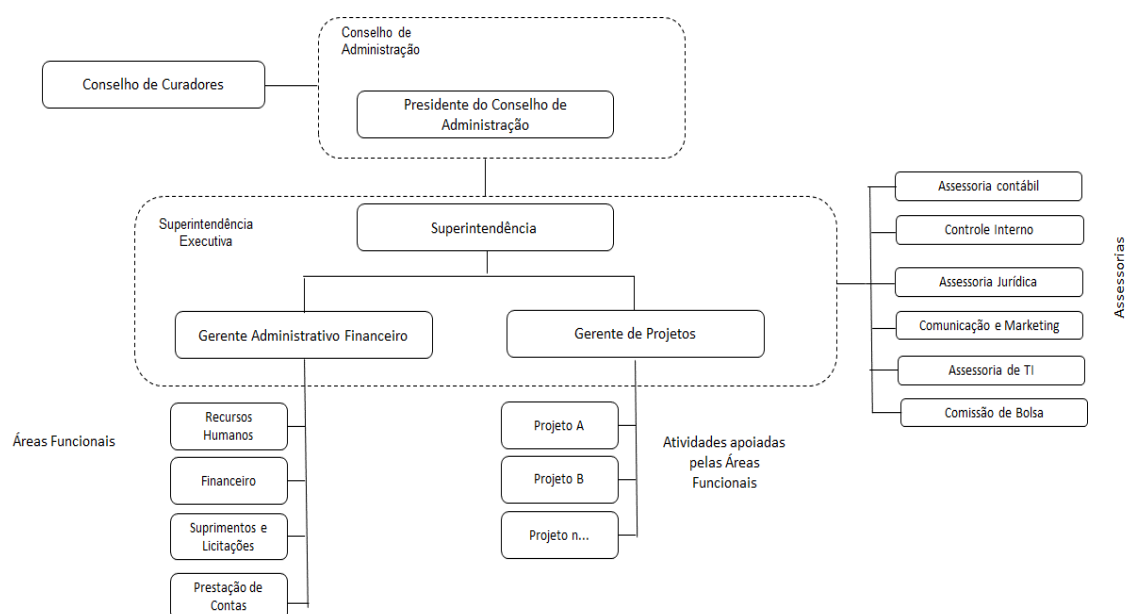 Conselho de
Administração
Conselho de Curadores
Presidente do Conselho de
Administração
Superintendência
Executiva
Superintendência
Gerente Administrativo Financeiro
Gerente de Projetos
Assessoria contábil
Controle Interno
Assessoria Jurídica
Comunicação e Marketing
Assessoria de TI
Comissão de Bolsa
Assessorias
Áreas Funcionais
Recursos
Humanos
Financeiro
Suprimentos e
Licitações
Prestação de
Contas
Projeto A
Projeto B
Projeto n...
Atividades apoiadas
pelas Áreas
Funcionais